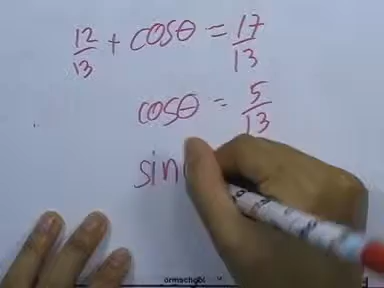 12/13 + cosθ = 17/13
cosθ = 5/13
sin